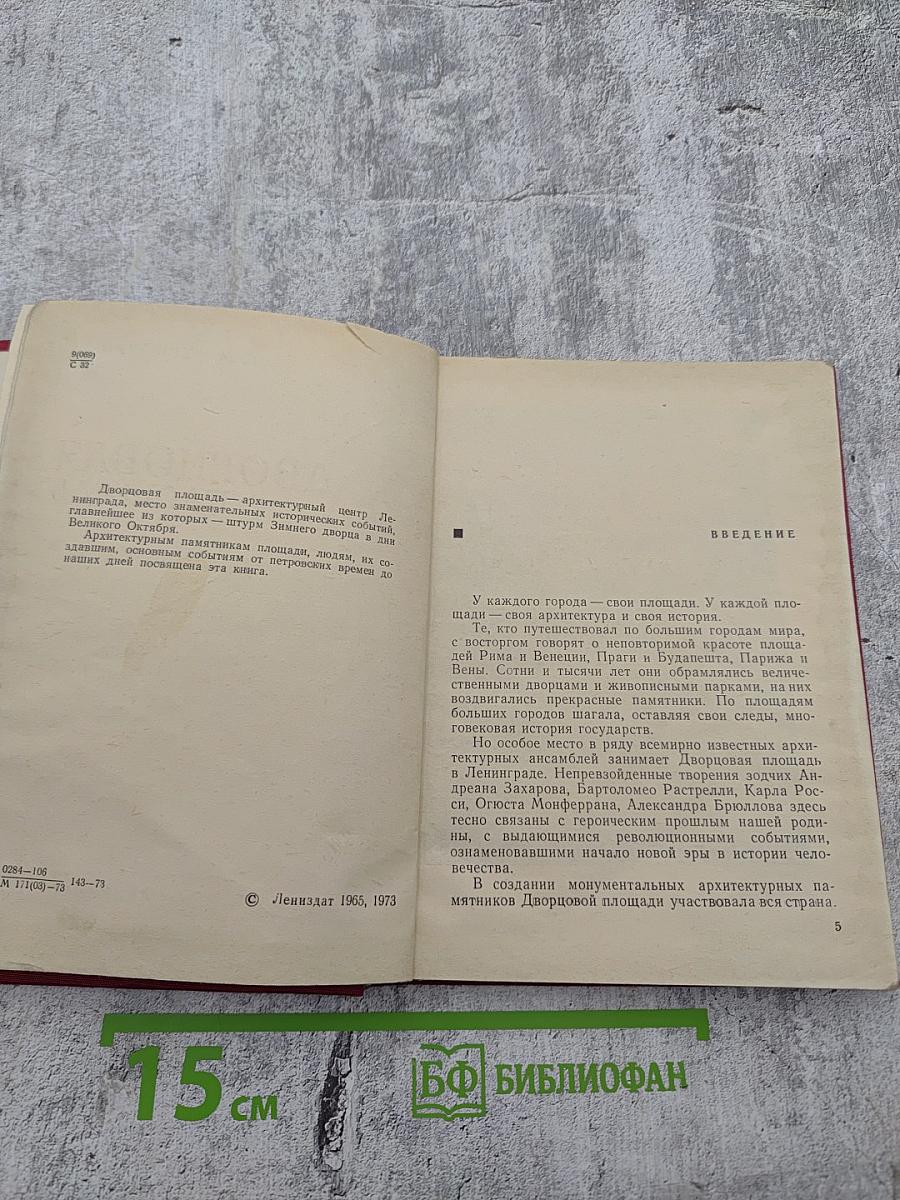 9(069)
С 32
Дворцовая площадь — архитектурный центр Ле-
нинграда, место знаменательных исторических событий,
главнейшее из которых — штурм Зимнего дворца в дни
Великого Октября.
Архитектурным памятникам площади, людям, их со-
здавшим, основным событиям от петровских времен до
наших дней посвящена эта книга.
0284—106
М 171(03)—73
143—73
© Лениздат 1965, 1973
ВВЕДЕНИЕ
У каждого города — свои площади. У каждой пло-
щади — своя архитектура и своя история.
Те, кто путешествовал по большим городам мира,
с восторгом говорят о неповторимой красоте площа-
дей Рима и Венеции, Праги и Будапешта, Парижа и
Вены. Сотни и тысячи лет они обрамлялись величе-
ственными дворцами и живописными парками, на них
воздвигались прекрасные памятники. По площадям
больших городов шагала, оставляя свои следы, мно-
говековая история государств.
Но особое место в ряду всемирно известных архи-
тектурных ансамблей занимает Дворцовая площадь
в Ленинграде. Непревзойденные творения зодчих Ан-
дреана Захарова, Бартоломео Растрелли, Карла Рос-
си, Огюста Монферрана, Александра Брюллова здесь
тесно связаны с героическим прошлым нашей роди-
ны, с выдающимися революционными событиями,
ознаменовавшими начало новой эры в истории чело-
вечества.
В создании монументальных архитектурных па-
мятников Дворцовой площади участвовала вся страна.
5
15 см
БФ БИБЛИОФАН